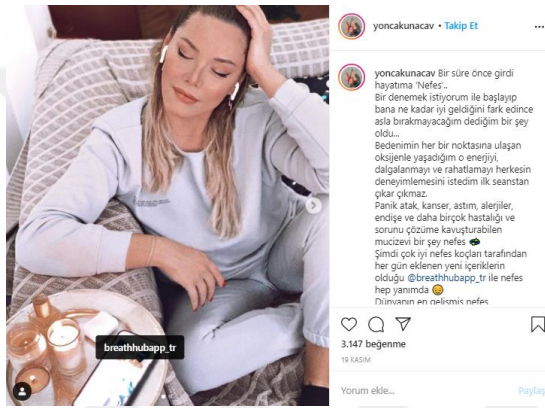 yoncakunacav • Takip Et
yoncakunacav Bir süre önce girdi
hayatıma 'Nefes'..
Bir denemek istiyorum ile başlayıp
bana ne kadar iyi geldiğini fark edince
asla bırakmayacağım dediğim bir şey
oldu...
Bedenimin her bir noktasına ulaşan
oksijenle yaşadığım o enerjiyi,
dalgalanmayı ve rahatlamayı herkesin
deneyimlemesini istedim ilk seanstan
çıkar çıkmaz.
Panik atak, kanser, astım, alerjiler,
endişe ve daha birçok hastalığı ve
sorunu çözüme kavuşturabilen
mucizevi bir şey nefes
Şimdi çok iyi nefes koçları tarafından
her gün eklenen yeni içeriklerin
olduğu @breathhubapp_tr ile nefes
hep yanımda
Dünyanın en gelişmiş nefes
breathhubapp_tr
3.147 beğenme
19 KASIM
Yorum ekle...
Paylaş